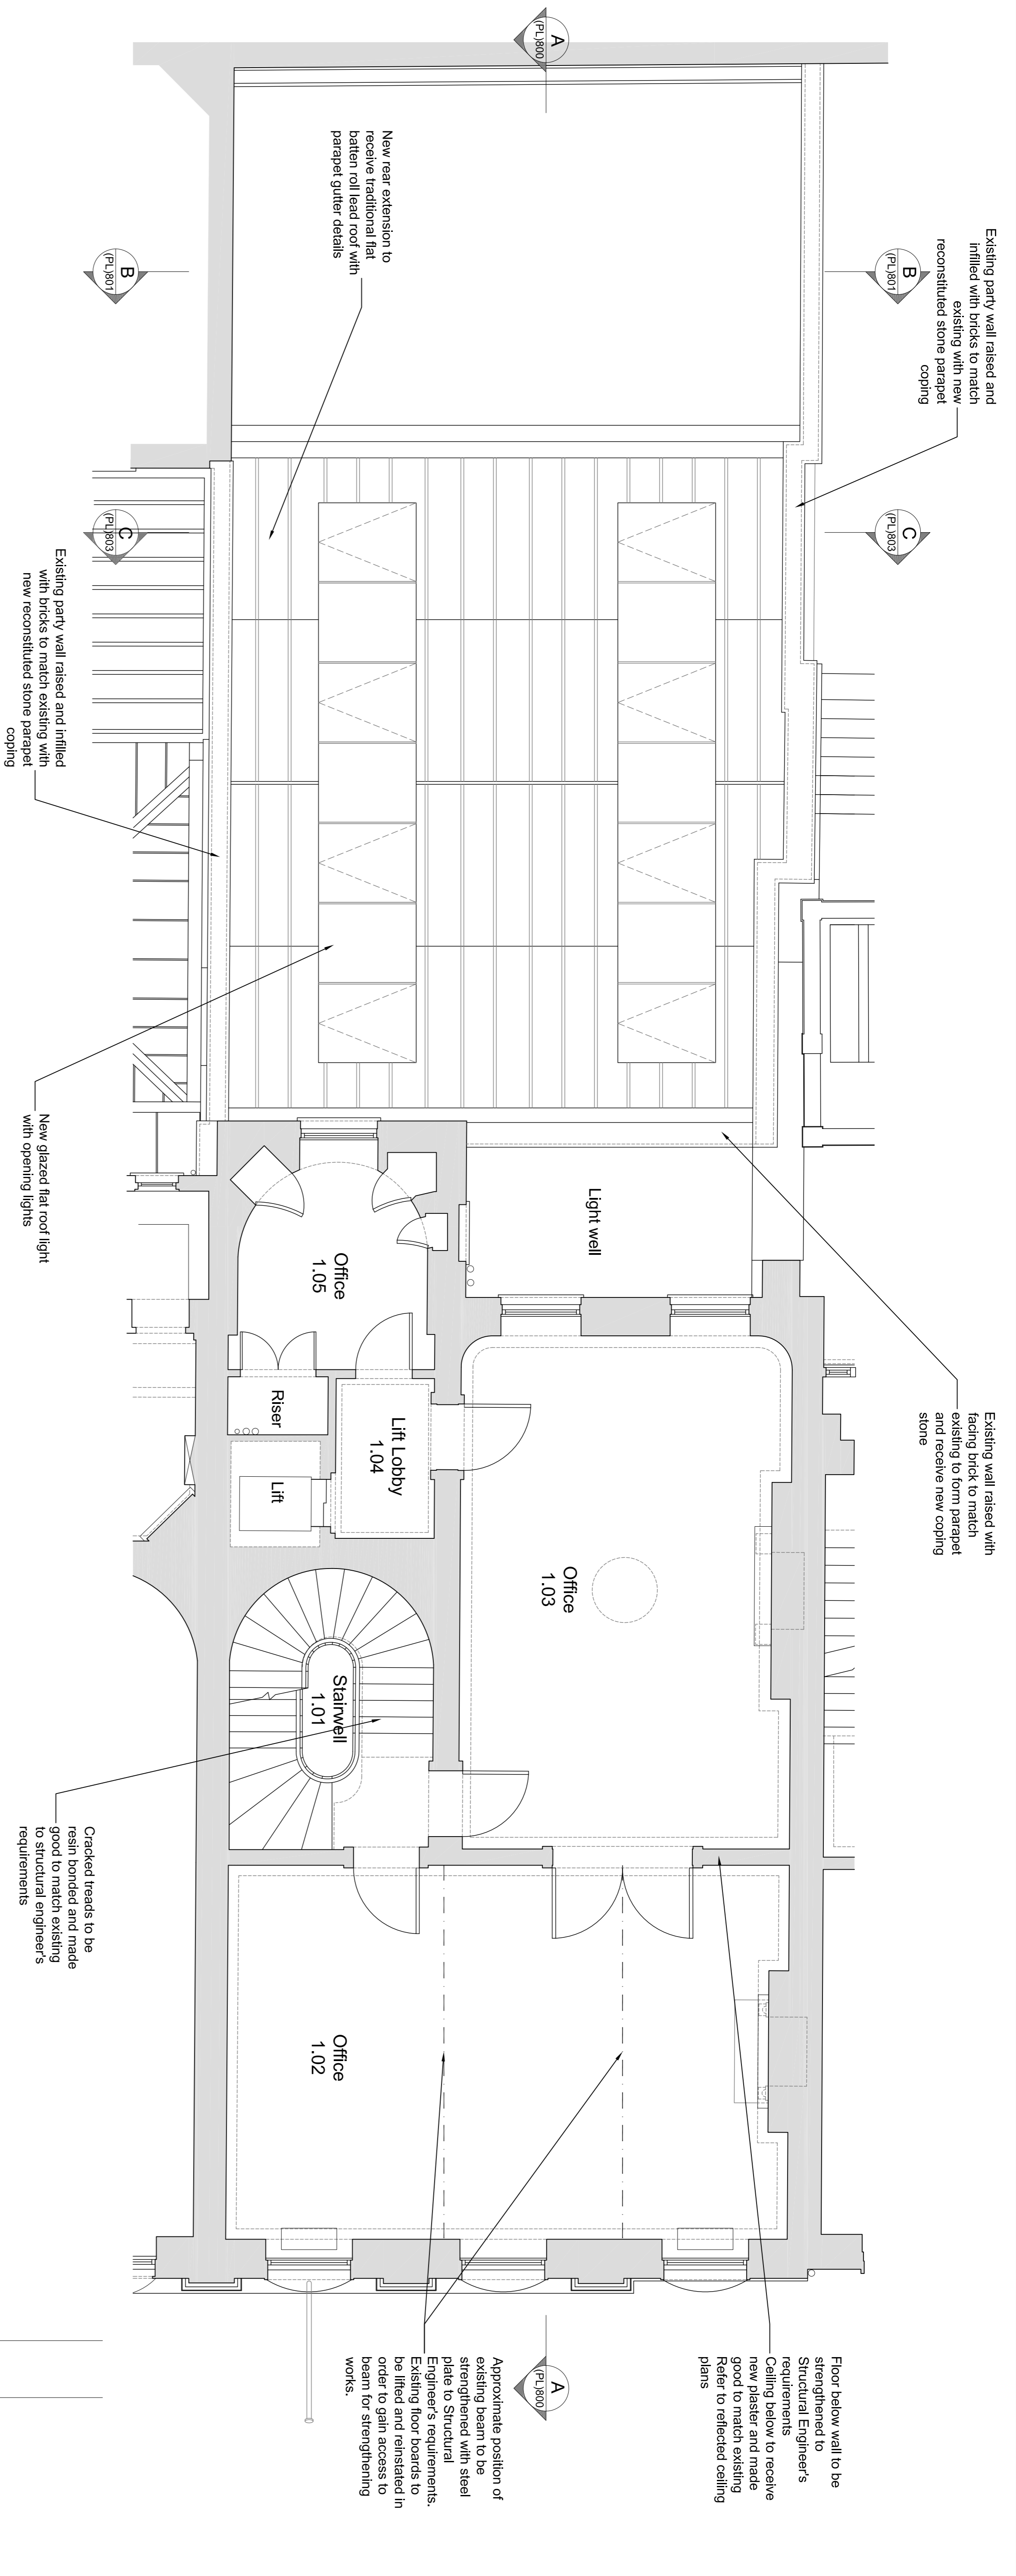 A
(PL)800
New rear extension to
receive traditional flat
batten roll lead roof with
parapet gutter details
B
(PL)801
B
(PL)801
Existing party wall raised and
infilled with bricks to match
existing with new
reconstituted stone parapet
coping
C
(PL)803
C
(PL)803
Existing party wall raised and infilled
with bricks to match existing with
new reconstituted stone parapet
coping
New glazed flat roof light
with opening lights
Light well
Existing wall raised with
facing brick to match
existing to form parapet
and receive new coping
stone
Office
1.05
Riser
Lift Lobby
1.04
Lift
Office
1.03
Stairwell
1.01
Cracked treads to be
resin bonded and made
good to match existing
to structural engineer's
requirements
Office
1.02
Floor below wall to be
strengthened to
Structural Engineer's
requirements
Ceiling below to receive
new plaster and made
good to match existing
Refer to reflected ceiling
plans
A
(PL)800
Approximate position of
existing beam to be
strengthened with steel
plate to Structural
Engineer's requirements.
Existing floor boards to
be lifted and reinstated in
order to gain access to
beam for strengthening
works.